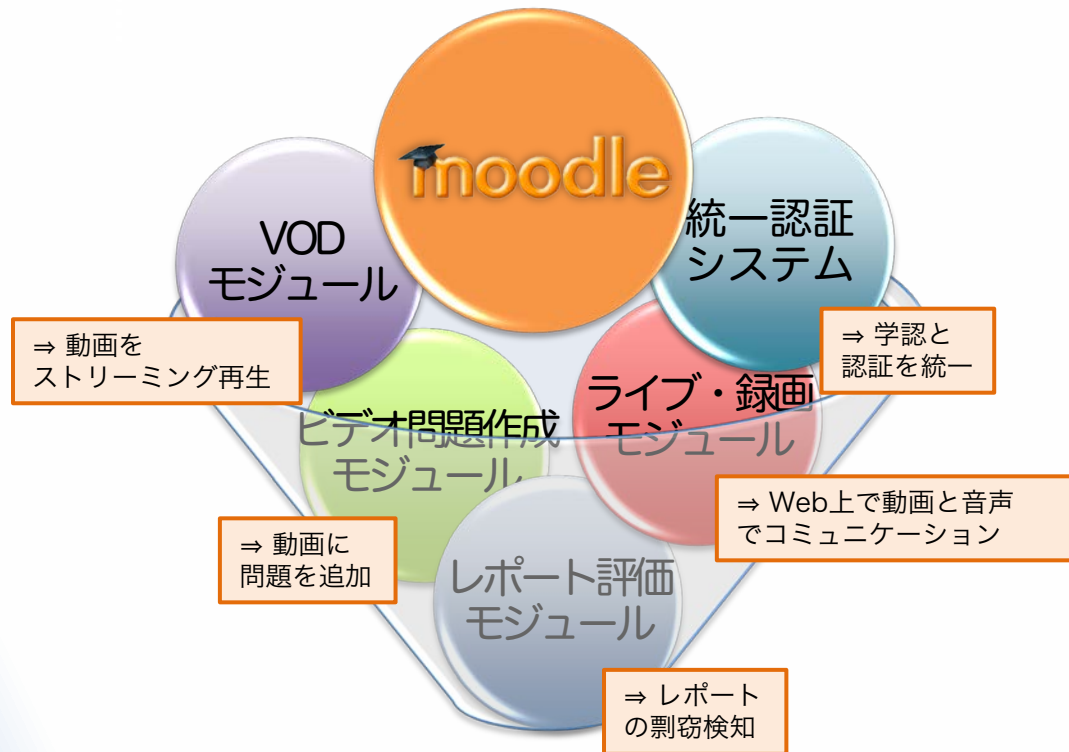 moodle
VOD
モジュール
統一認証
システム
⇒ 動画を
ストリーミング再生
⇒ 学認と
認証を統一
ビデオ問題作成
モジュール
ライブ・録画
モジュール
⇒ Web上で動画と音声
でコミュニケーション
⇒ 動画に
問題を追加
レポート評価
モジュール
⇒ レポート
の剽窃検知